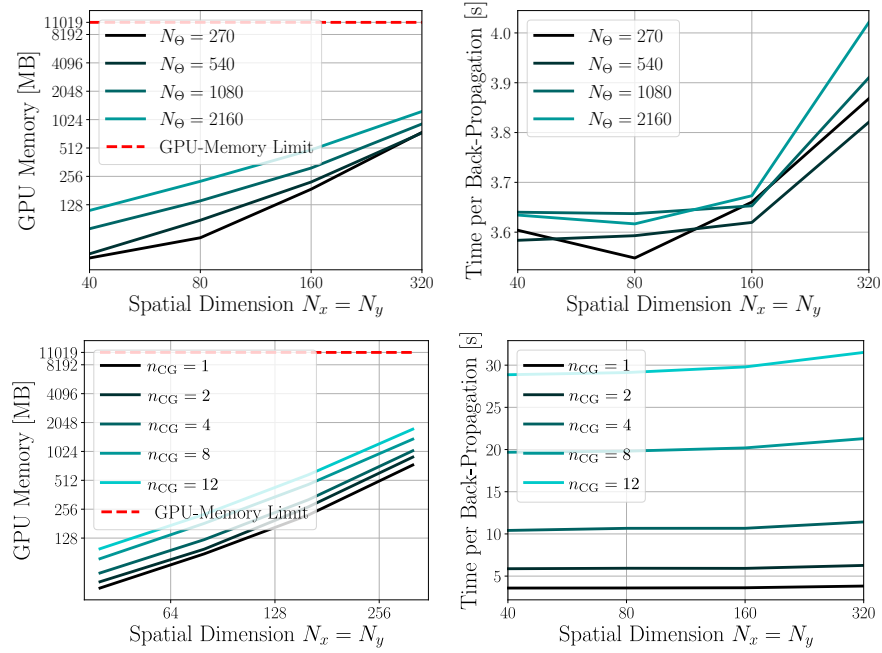 GPU Memory [MB]
11019
8192
4096
2048
1024
512
256
128
N_Θ = 270
N_Θ = 540
N_Θ = 1080
N_Θ = 2160
GPU-Memory Limit
40
80
160
320
Spatial Dimension N_x = N_y
Time per Back-Propagation [s]
4.0
3.9
3.8
3.7
3.6
N_Θ = 270
N_Θ = 540
N_Θ = 1080
N_Θ = 2160
40
80
160
320
Spatial Dimension N_x = N_y
GPU Memory [MB]
11019
8192
4096
2048
1024
512
256
128
n_CG = 1
n_CG = 2
n_CG = 4
n_CG = 8
n_CG = 12
GPU-Memory Limit
64
128
256
Spatial Dimension N_x = N_y
Time per Back-Propagation [s]
30
25
20
15
10
5
n_CG = 1
n_CG = 2
n_CG = 4
n_CG = 8
n_CG = 12
40
80
160
320
Spatial Dimension N_x = N_y